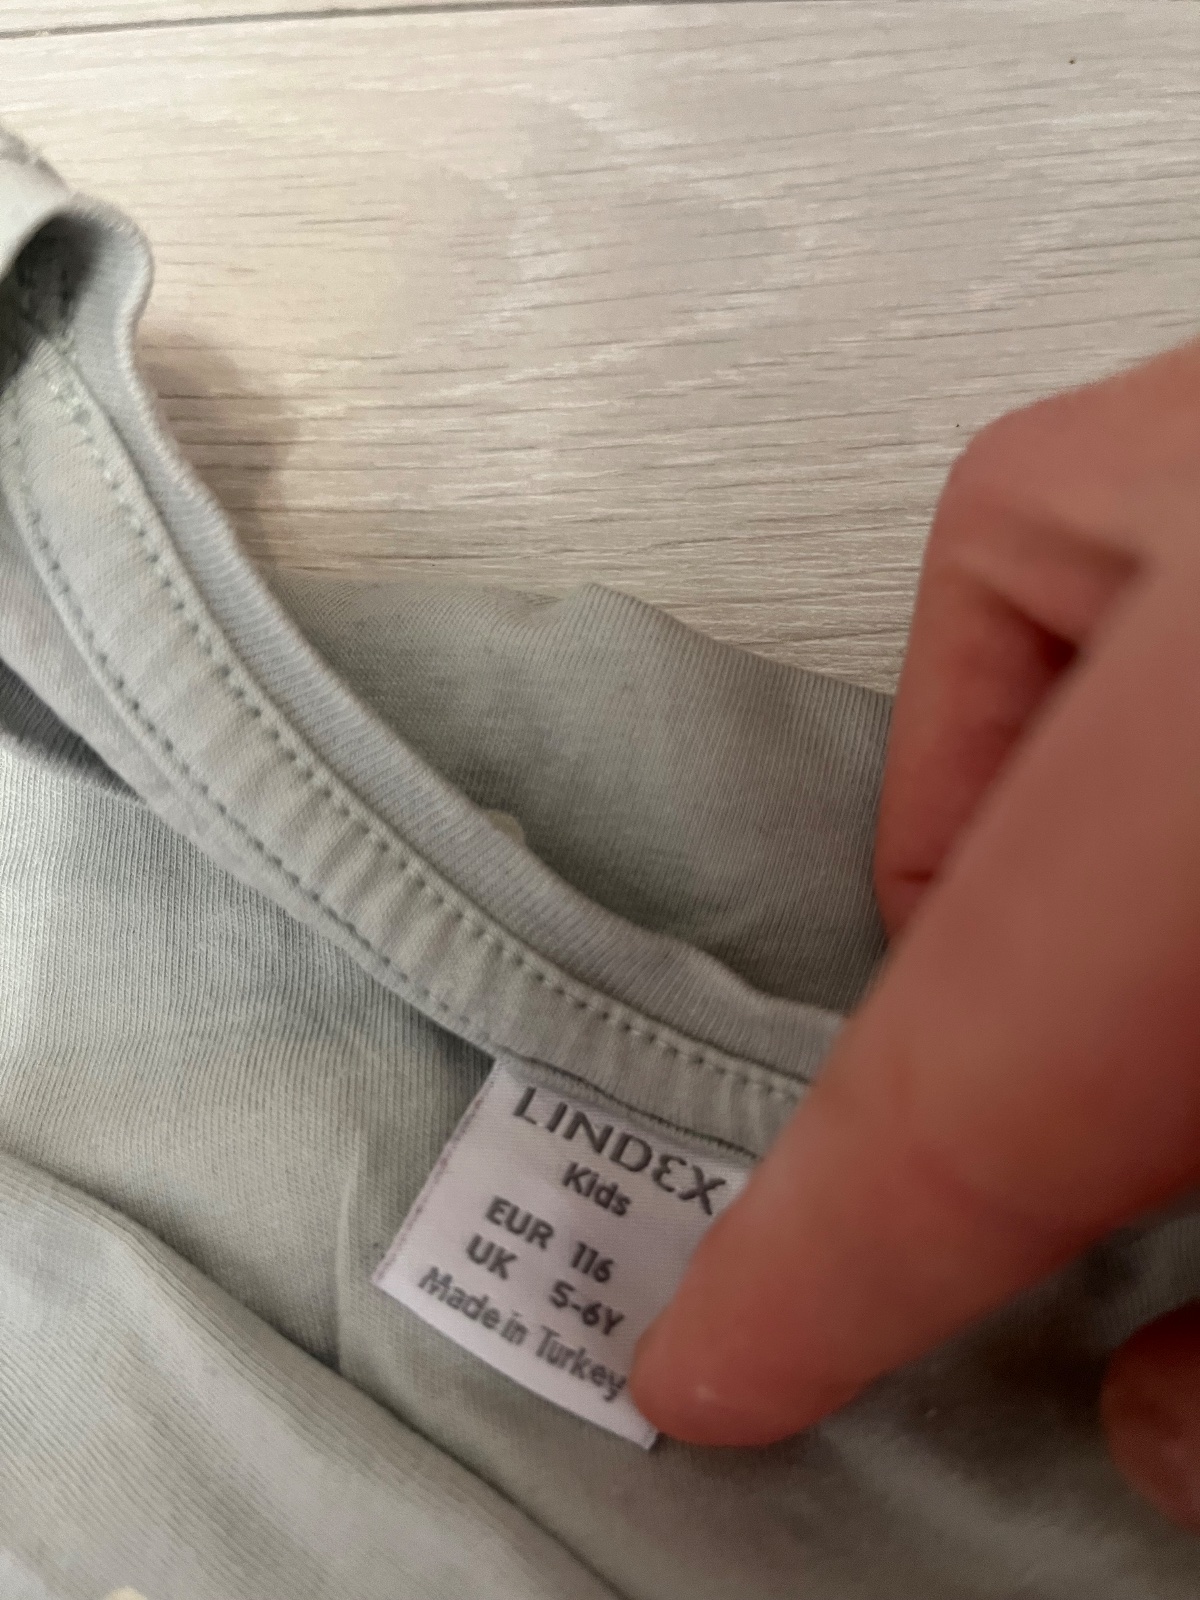 LINDEX
Kids
EUR 116
UK 5-6Y
Made in Turkey